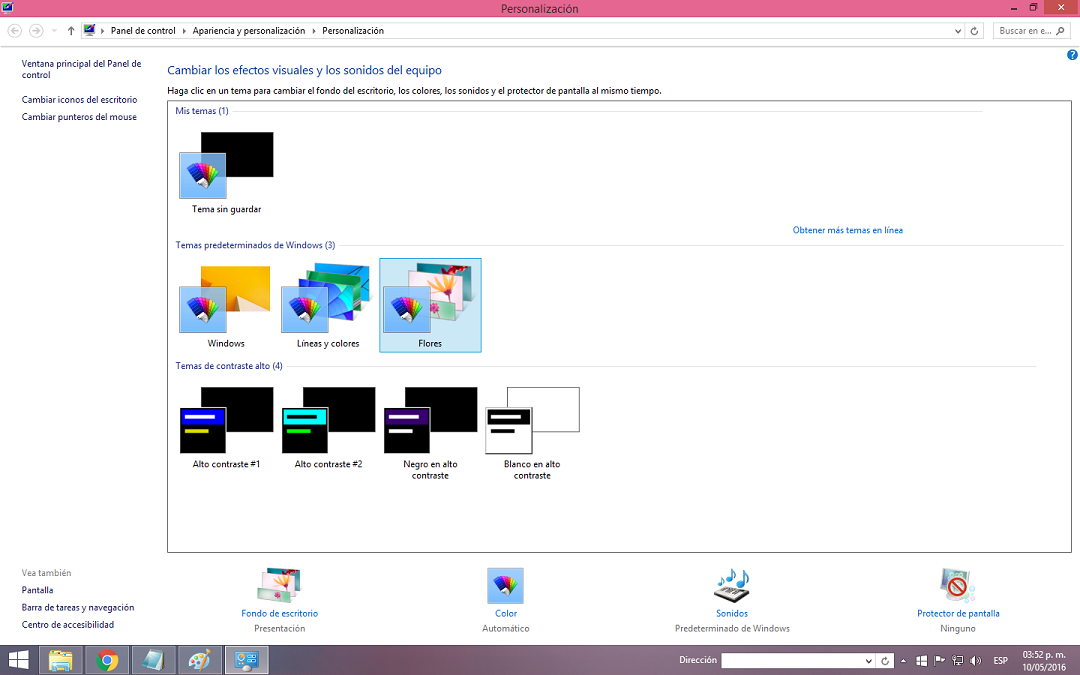 Personalización
Panel de control
Apariencia y personalización
Personalización
Buscar en e...
Ventana principal del Panel de
control
Cambiar iconos del escritorio
Cambiar punteros del mouse
Cambiar los efectos visuales y los sonidos del equipo
Haga clic en un tema para cambiar el fondo del escritorio, los colores, los sonidos y el protector de pantalla al mismo tiempo.
Mis temas (1)
Tema sin guardar
Obtener más temas en línea
Temas predeterminados de Windows (3)
Windows
Líneas y colores
Flores
Temas de contraste alto (4)
Alto contraste #1
Alto contraste #2
Negro en alto
contraste
Blanco en alto
contraste
Vea también
Pantalla
Barra de tareas y navegación
Centro de accesibilidad
Fondo de escritorio
Presentación
Color
Automático
Sonidos
Predeterminado de Windows
Protector de pantalla
Ninguno
Dirección
ESP
03:52 p. m.
10/05/2016